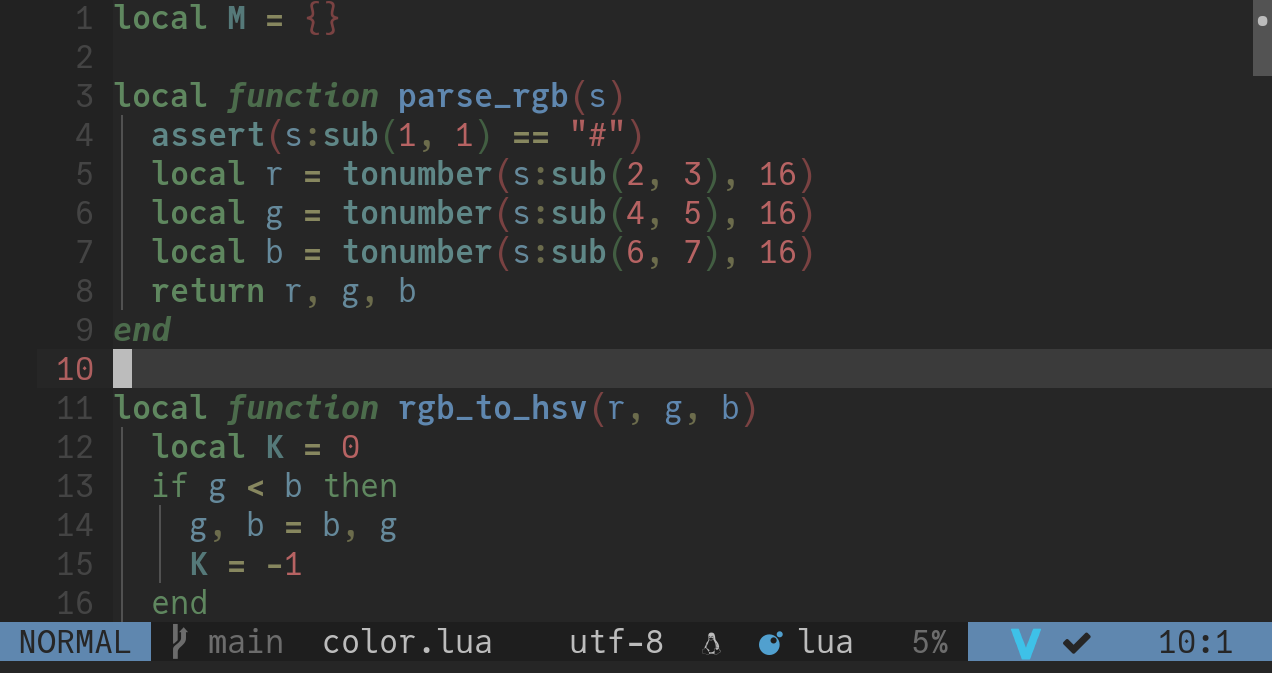 1 local M = {}
2
3 local function parse_rgb(s)
4   assert(s:sub(1, 1) == "#")
5   local r = tonumber(s:sub(2, 3), 16)
6   local g = tonumber(s:sub(4, 5), 16)
7   local b = tonumber(s:sub(6, 7), 16)
8   return r, g, b
9 end
10
11 local function rgb_to_hsv(r, g, b)
12   local K = 0
13   if g < b then
14     g, b = b, g
15     K = -1
16   end
NORMAL main color.lua utf-8 lua 5% V ✔ 10:1